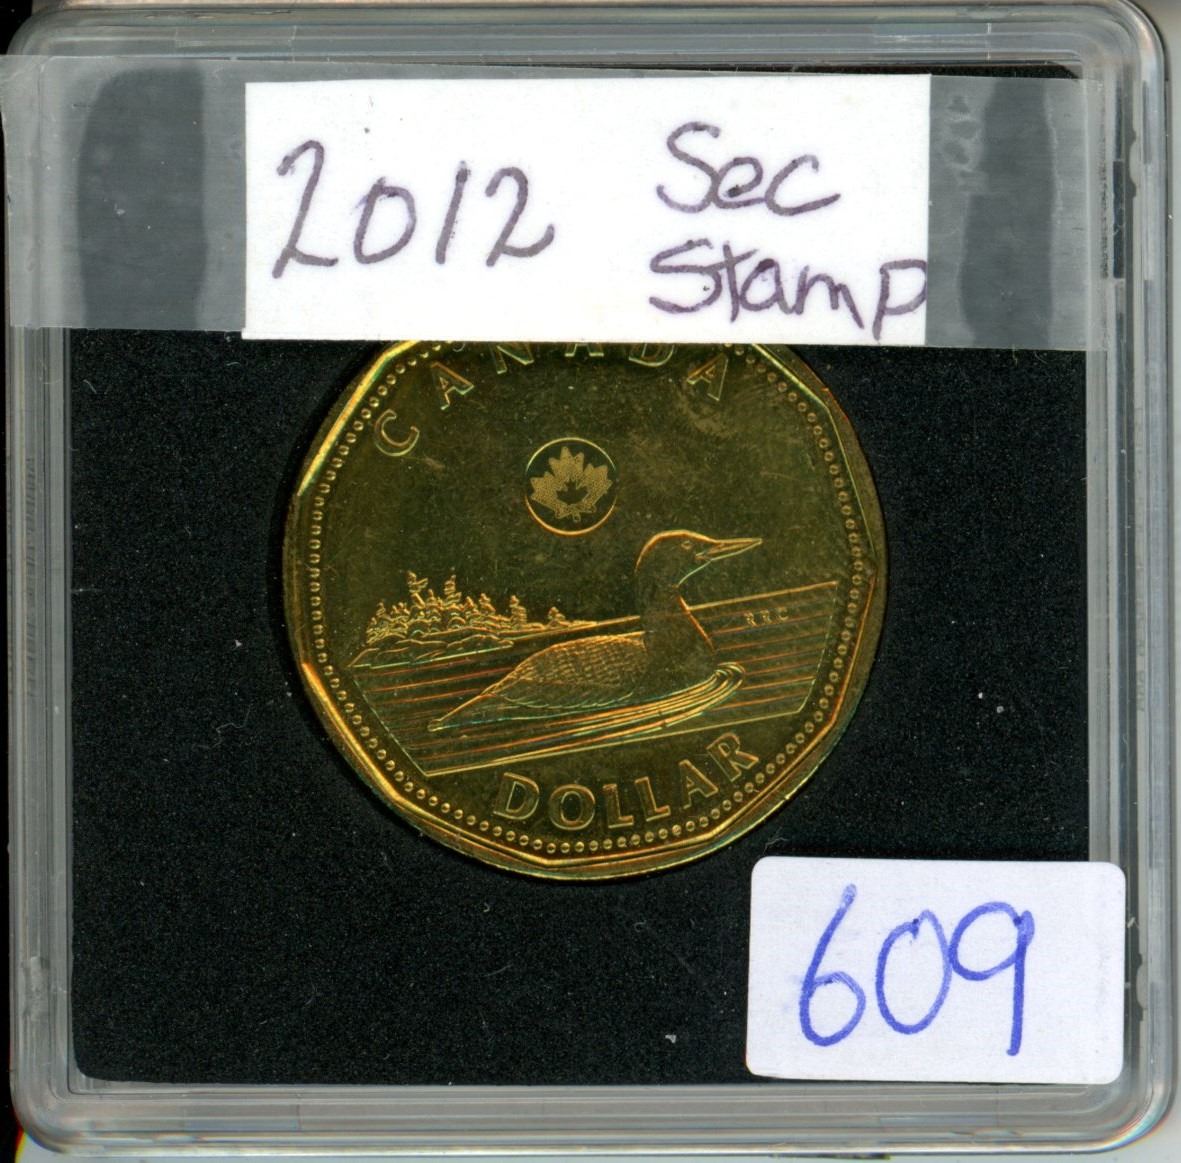 2012 Sec
Stamp
CANADA
RRC
DOLLAR
609